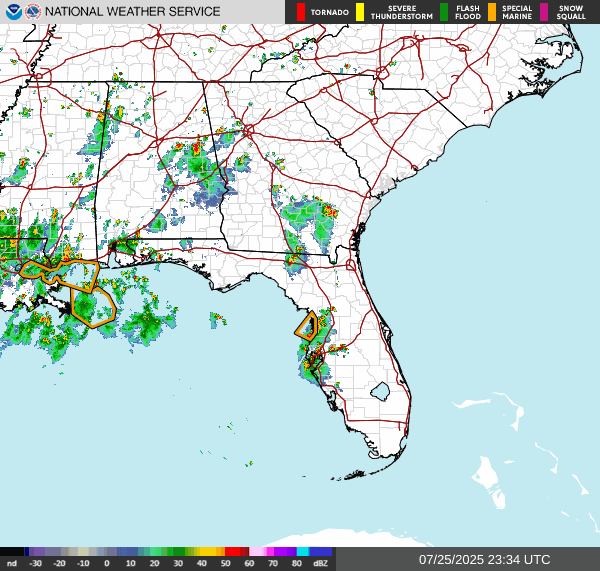 NATIONAL WEATHER SERVICE
TORNADO
SEVERE
THUNDERSTORM
FLASH
FLOOD
SPECIAL
MARINE
SNOW
SQUALL
nd -30 -20 -10 0 10 20 30 40 50 60 70 80 dBZ
07/25/2025 23:34 UTC